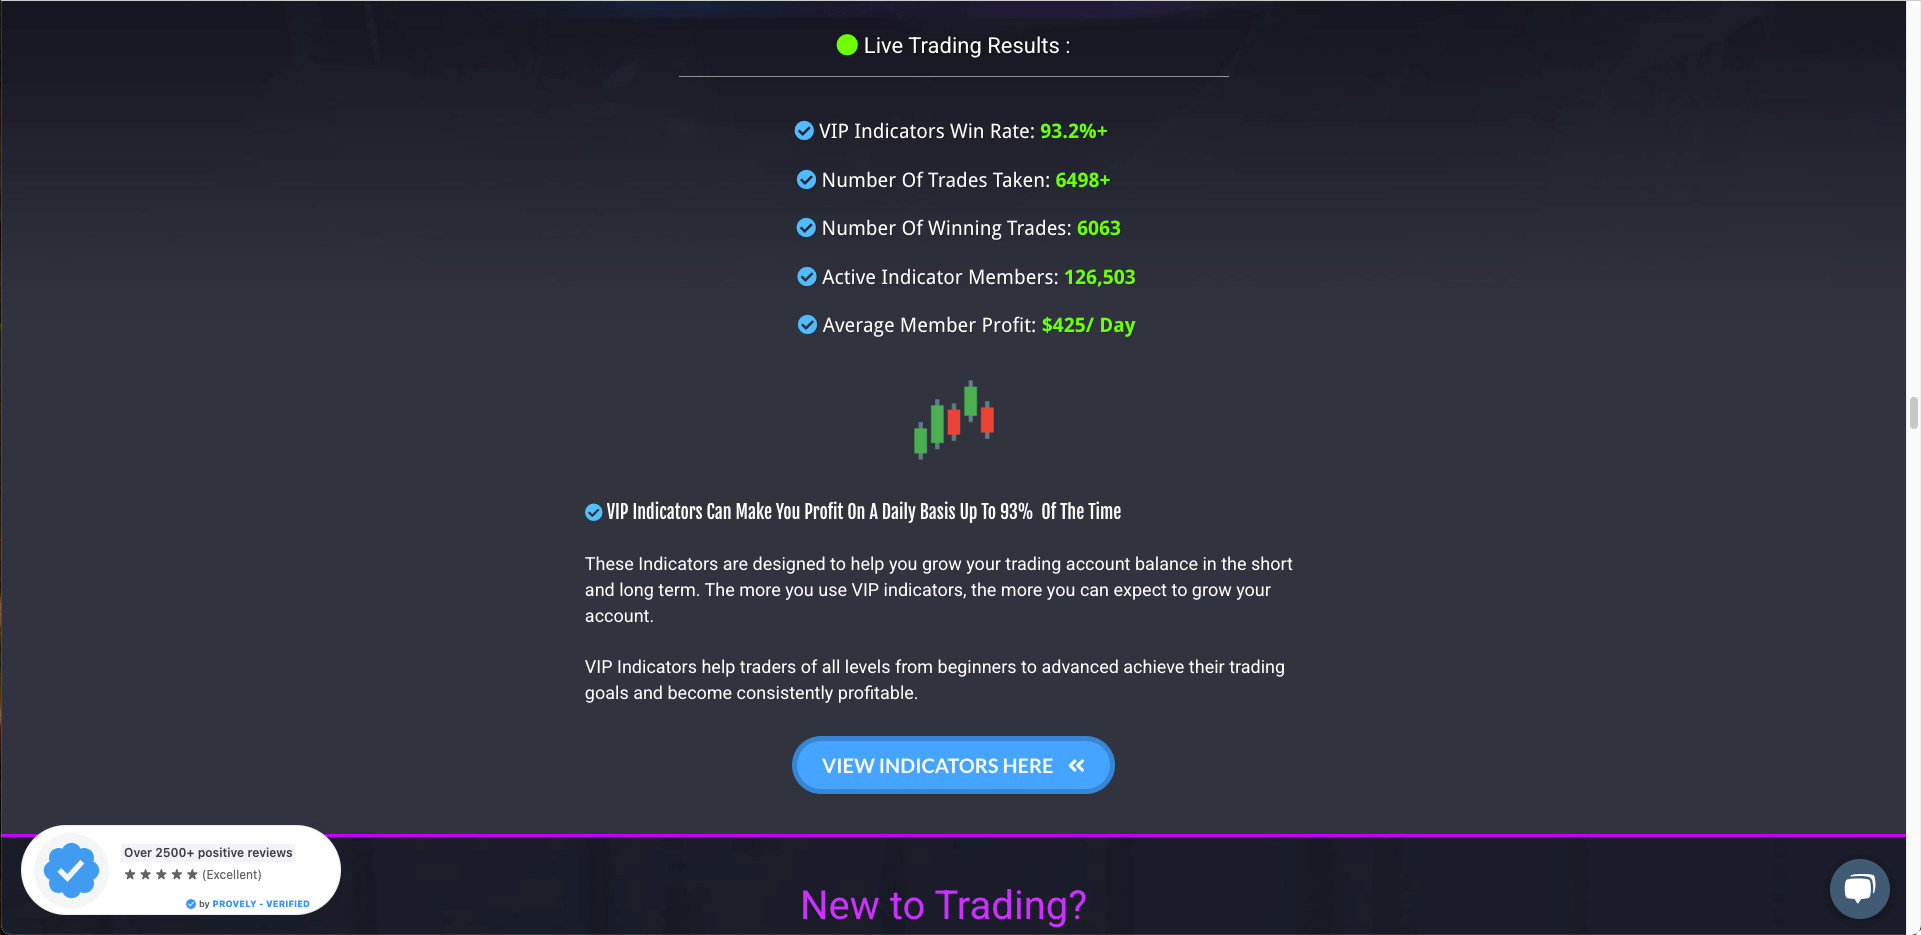 Live Trading Results :
VIP Indicators Win Rate: 93.2%+
Number Of Trades Taken: 6498+
Number Of Winning Trades: 6063
Active Indicator Members: 126,503
Average Member Profit: $425/ Day
VIP Indicators Can Make You Profit On A Daily Basis Up To 93%  Of The Time
These Indicators are designed to help you grow your trading account balance in the short
and long term. The more you use VIP indicators, the more you can expect to grow your
account.
VIP Indicators help traders of all levels from beginners to advanced achieve their trading
goals and become consistently profitable.
VIEW INDICATORS HERE
Over 2500+ positive reviews
(Excellent)
by PROVELY - VERIFIED
New to Trading?